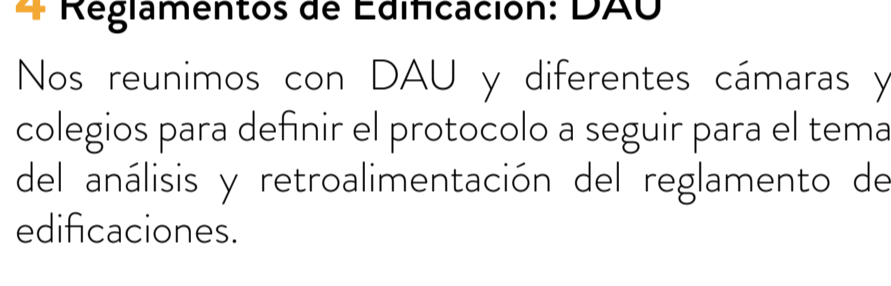 4 Reglamentos de Edificación: DAU
Nos reunimos con DAU y diferentes cámaras y
colegios para definir el protocolo a seguir para el tema
del análisis y retroalimentación del reglamento de
edificaciones.